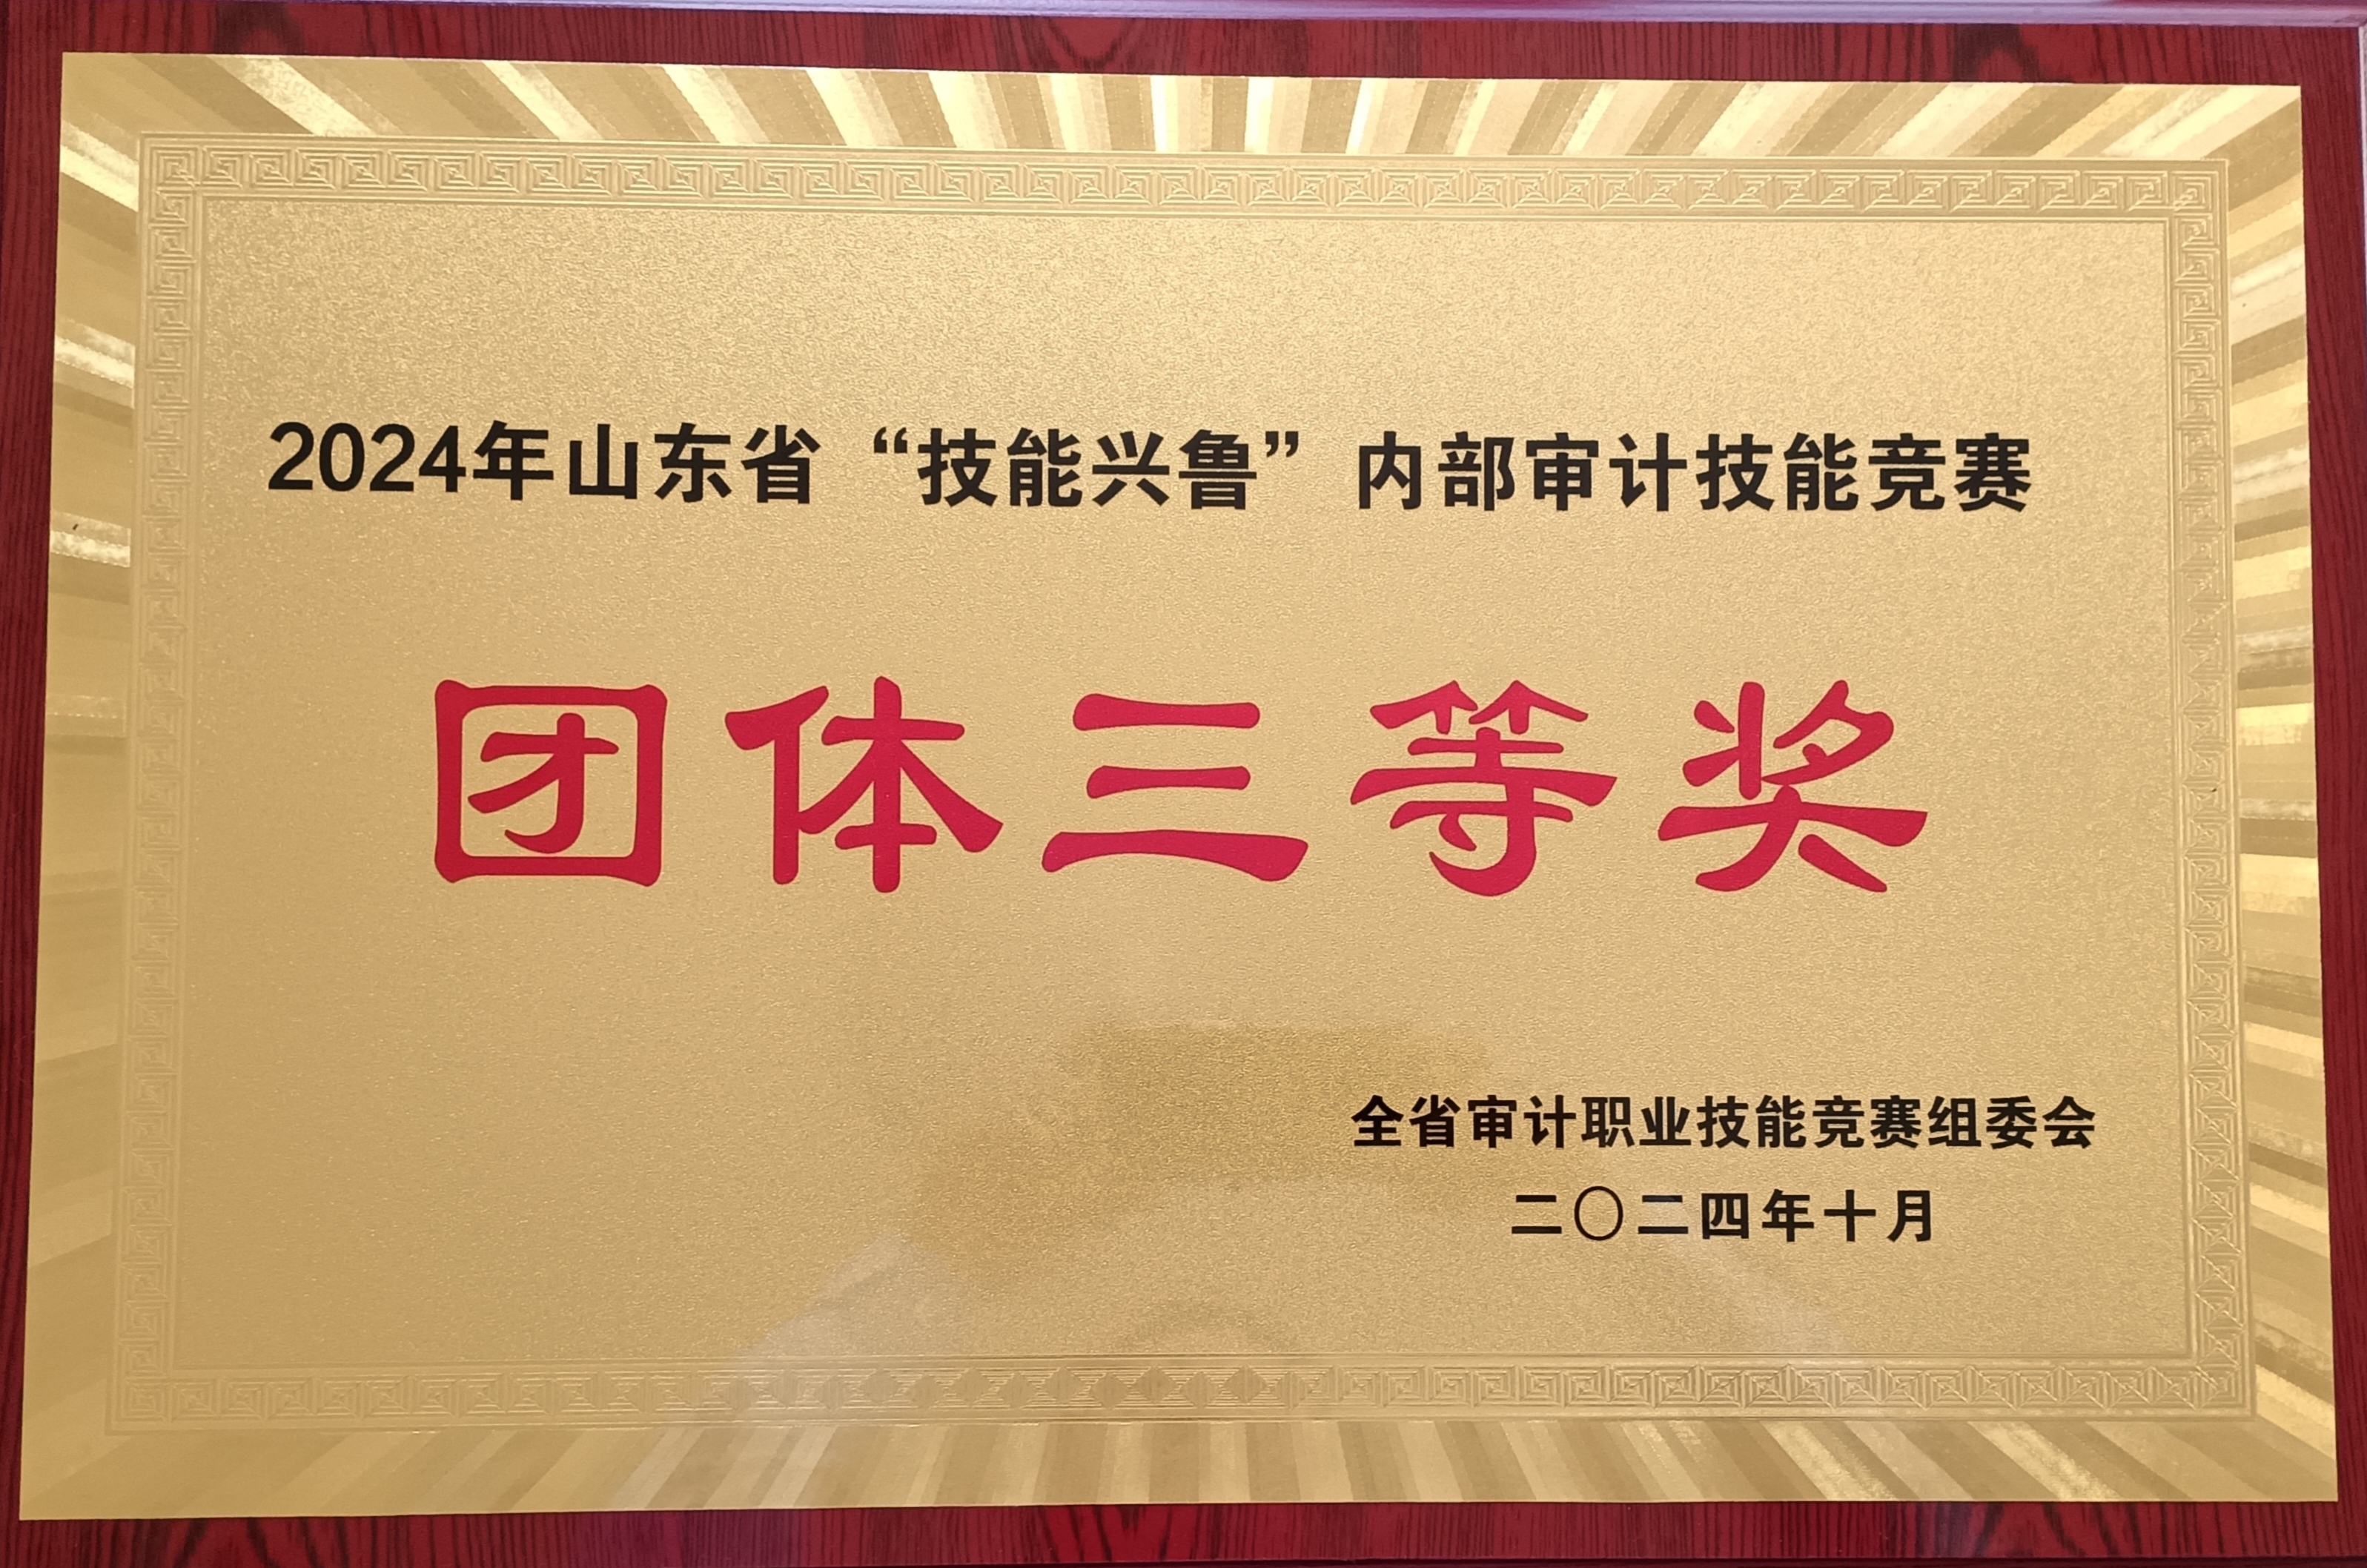 2024年山东省“技能兴鲁”内部审计技能竞赛
团体三等奖
全省审计职业技能竞赛组委会
二〇二四年十月